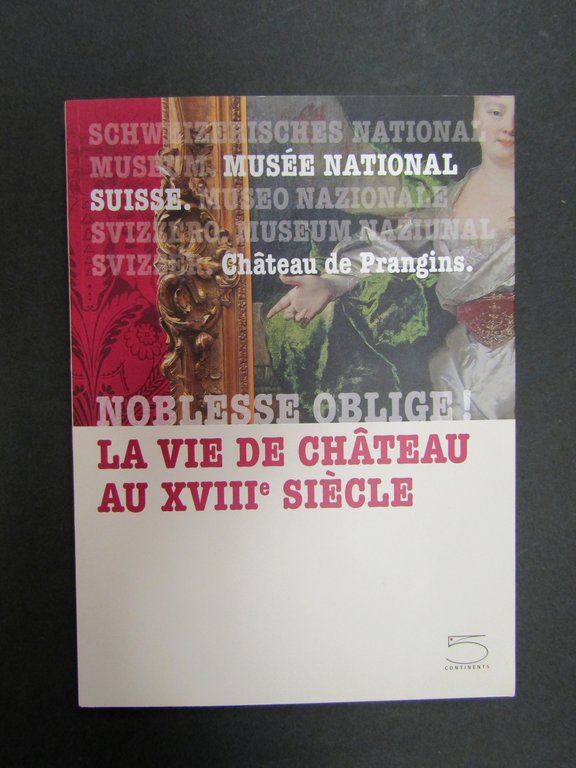 SCHWEIZERISCHES NATIONAL
MUSEUM. MUSÉE NATIONAL
SUISSE. MUSEO NAZIONALE
SVIZZERO. MUSEUM NAZIUNAL
SVIZZER. Château de Prangins.
NOBLESSE OBLIGE!
LA VIE DE CHÂTEAU
AU XVIIIe SIÈCLE
5
CONTINENTS